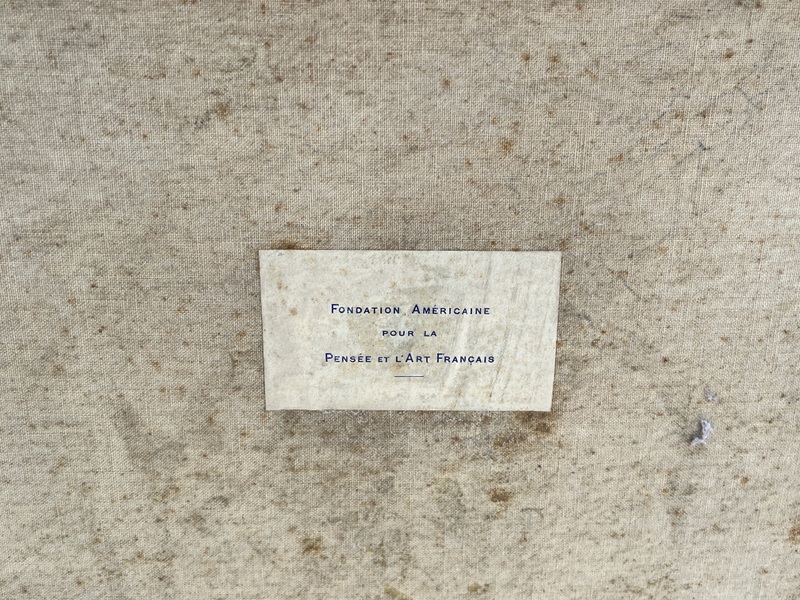 Fondation Américaine
pour la
Pensée et l'Art Français